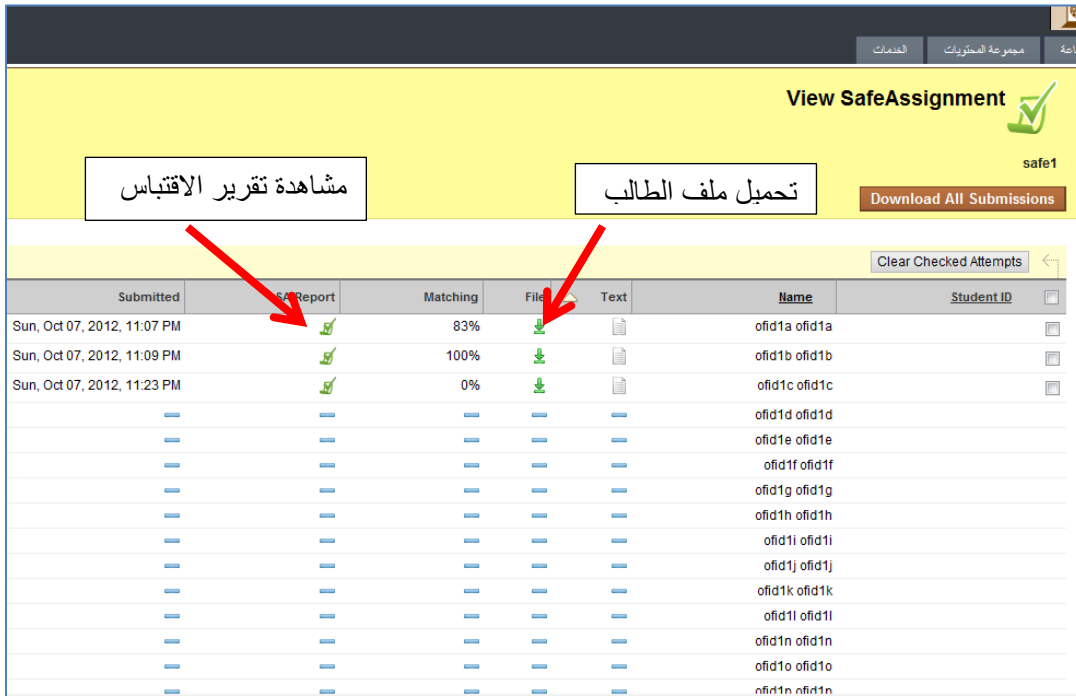 الخدمات
مجموعة المحتويات
View SafeAssignment
safe1
مشاهدة تقرير الاقتباس
تحميل ملف الطالب
Download All Submissions
Clear Checked Attempts
Submitted SA Report Matching File Text Name Student ID
Sun, Oct 07, 2012, 11:07 PM 83% ofid1a ofid1a
Sun, Oct 07, 2012, 11:09 PM 100% ofid1b ofid1b
Sun, Oct 07, 2012, 11:23 PM 0% ofid1c ofid1c
ofid1d ofid1d
ofid1e ofid1e
ofid1f ofid1f
ofid1g ofid1g
ofid1h ofid1h
ofid1i ofid1i
ofid1j ofid1j
ofid1k ofid1k
ofid1l ofid1l
ofid1n ofid1n
ofid1o ofid1o
ofid1p ofid1p